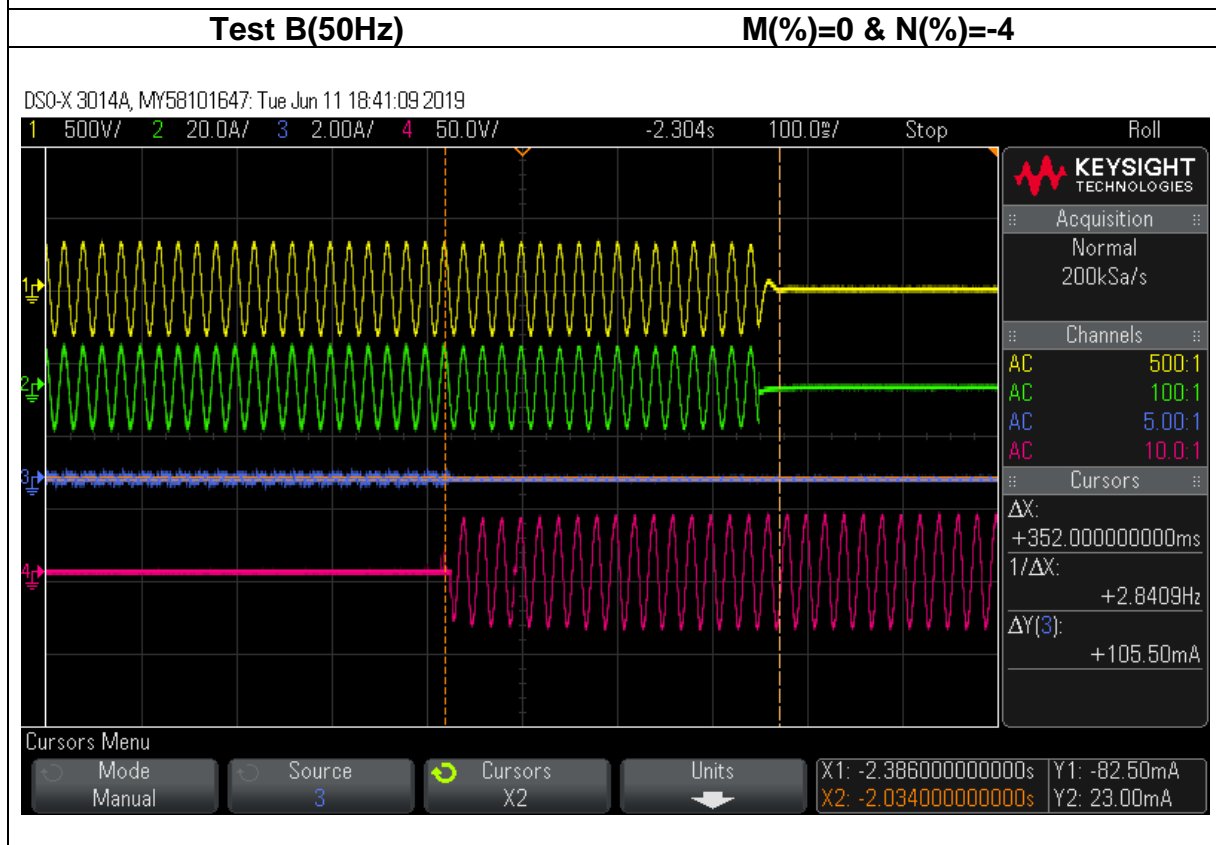 Test B(50Hz) M(%)=0 & N(%)=-4
DSO-X 3014A, MY58101647: Tue Jun 11 18:41:09 2019
1 500V/ 2 20.0A/ 3 2.00A/ 4 50.0V/ -2.304s 100.0ms/ Stop Roll
KEYSIGHT
TECHNOLOGIES
Acquisition
Normal
200kSa/s
Channels
AC 500:1
AC 100:1
AC 5.00:1
AC 10.0:1
Cursors
ΔX:
+352.000000000ms
1/ΔX:
+2.8409Hz
ΔY(3):
+105.50mA
1
2
3
4
Cursors Menu
Mode Source Cursors Units
Manual 3 X2
X1: -2.386000000000s Y1: -82.50mA
X2: -2.034000000000s Y2: 23.00mA